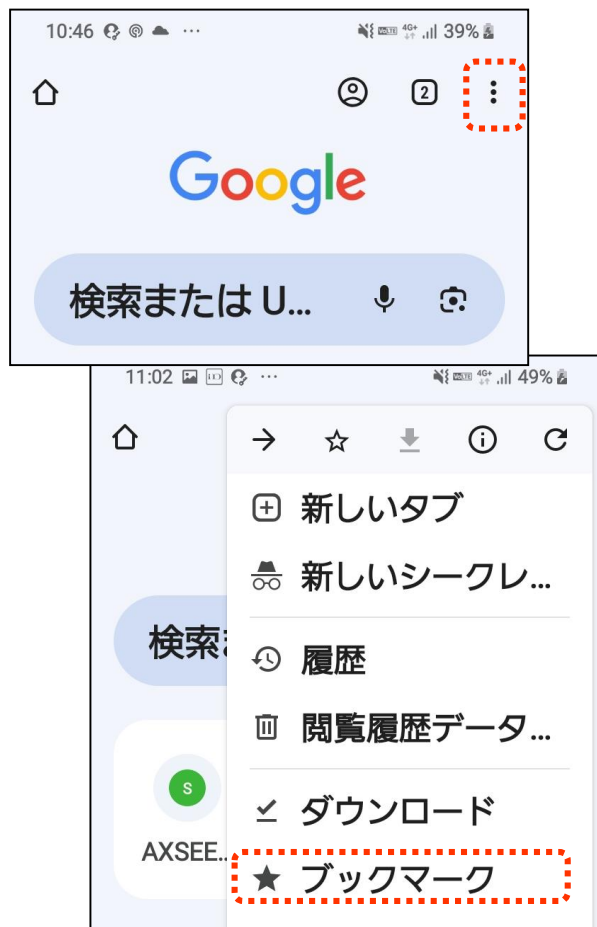 10:46 ... 4G+ 39%
2
Google
検索または U...
11:02 ... 4G+ 49%
新しいタブ
新しいシークレ...
検索
履歴
閲覧履歴データ...
S
ダウンロード
AXSEE...
ブックマーク